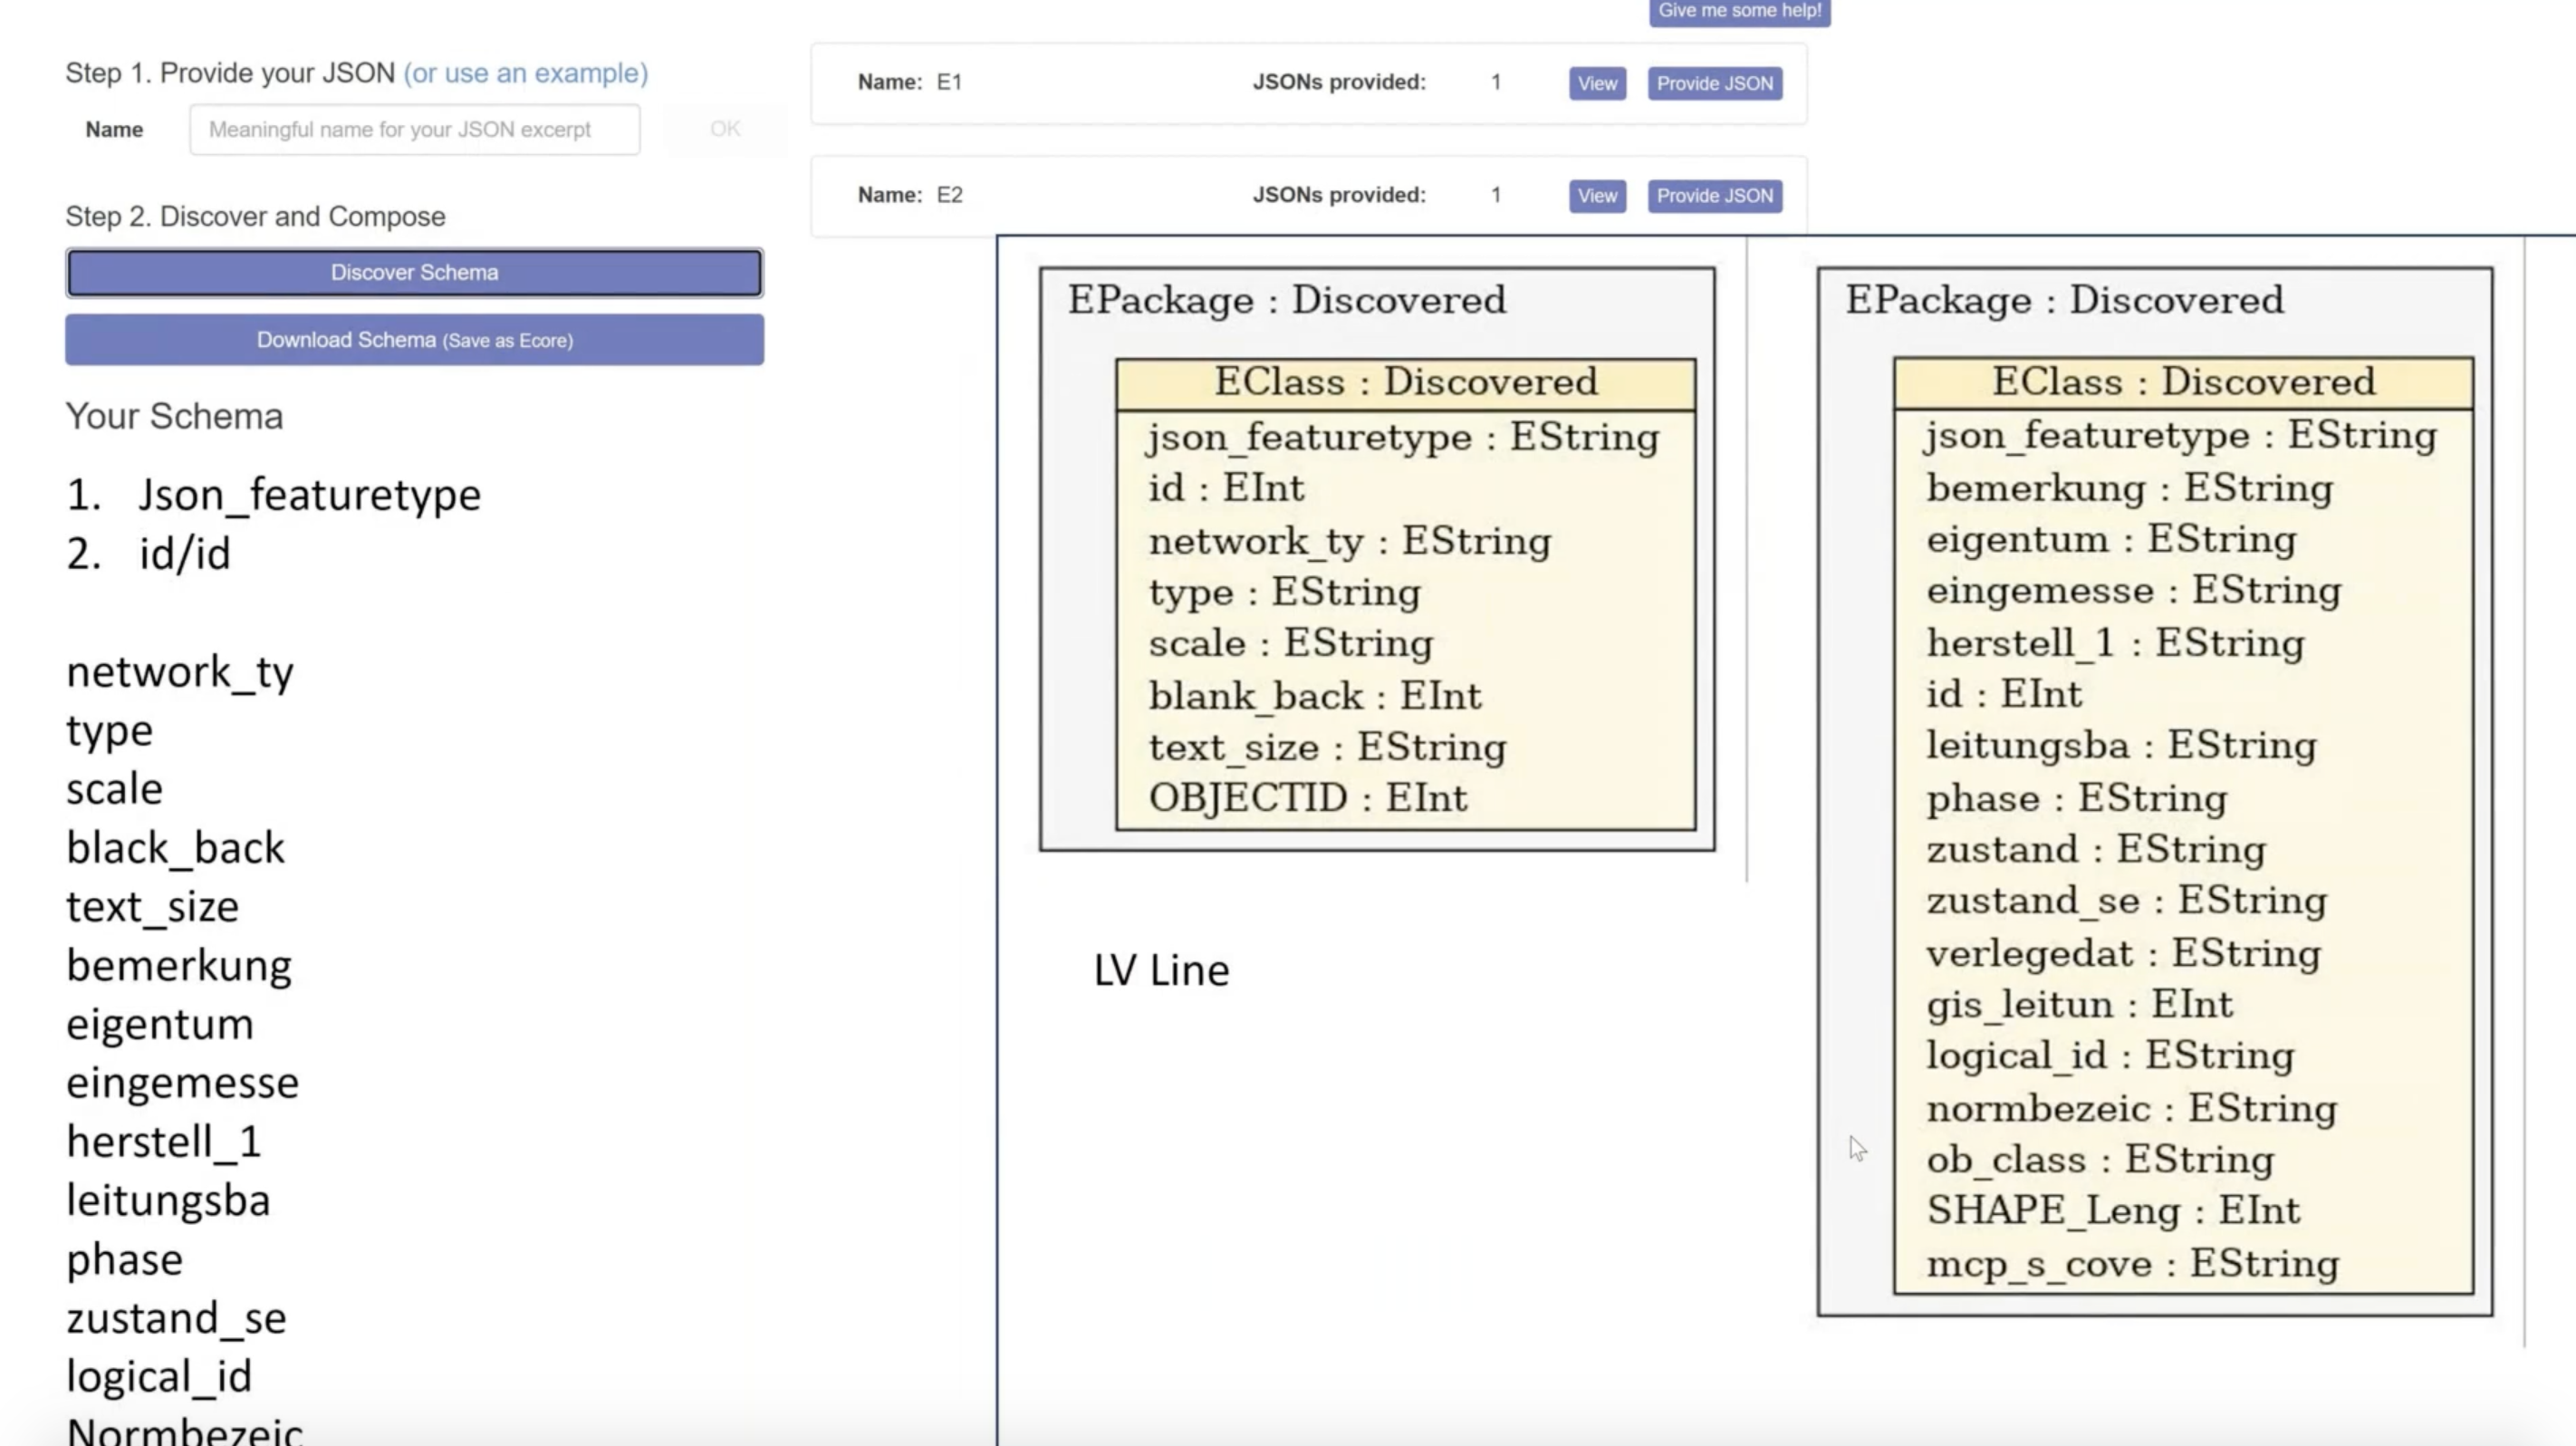 Give me some help!
Step 1. Provide your JSON (or use an example)
Name Meaningful name for your JSON excerpt OK
Step 2. Discover and Compose
Discover Schema
Download Schema (Save as Ecore)
Your Schema
1. Json_featuretype
2. id/id
network_ty
type
scale
black_back
text_size
bemerkung
eigentum
eingemesse
herstell_1
leitungsba
phase
zustand_se
logical_id
Normbezeic
Name: E1 JSONs provided: 1 View Provide JSON
Name: E2 JSONs provided: 1 View Provide JSON
EPackage : Discovered
EClass : Discovered
json_featuretype : EString
id : EInt
network_ty : EString
type : EString
scale : EString
blank_back : EInt
text_size : EString
OBJECTID : EInt
LV Line
EPackage : Discovered
EClass : Discovered
json_featuretype : EString
bemerkung : EString
eigentum : EString
eingemesse : EString
herstell_1 : EString
id : EInt
leitungsba : EString
phase : EString
zustand : EString
zustand_se : EString
verlegedat : EString
gis_leitun : EInt
logical_id : EString
normbezeic : EString
ob_class : EString
SHAPE_Leng : EInt
mcp_s_cove : EString